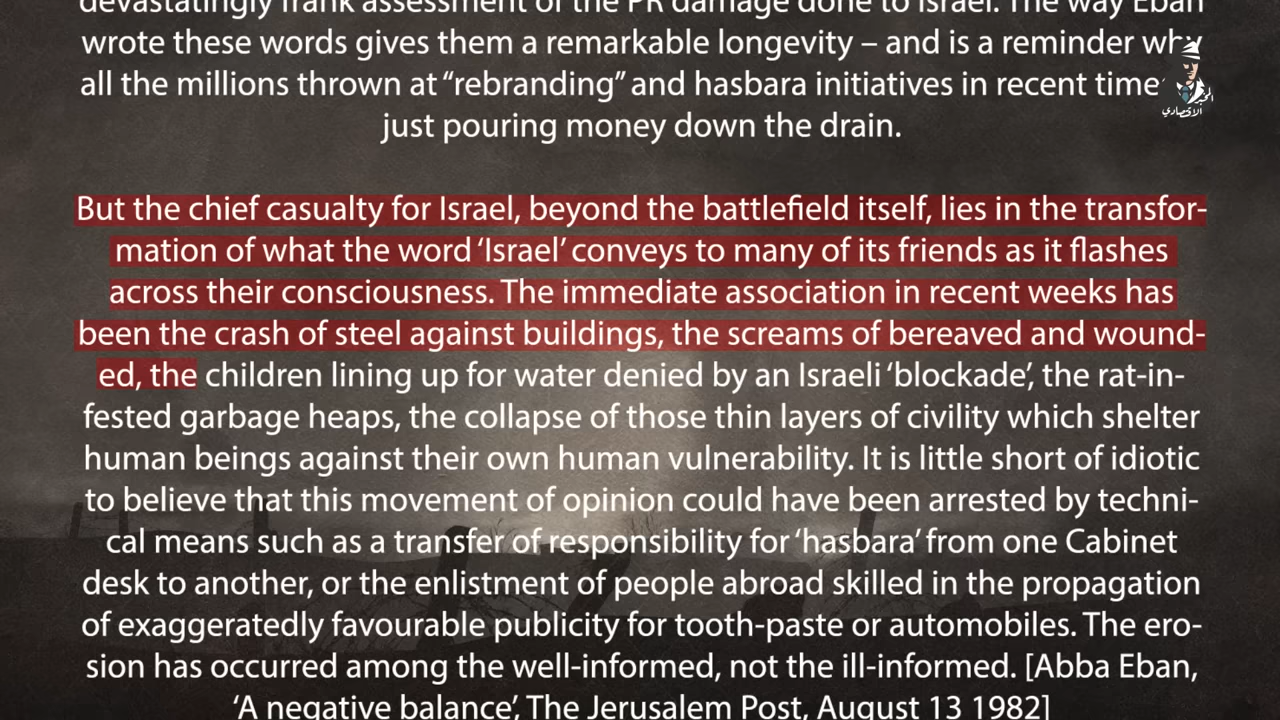 devastatingly frank assessment of the PR damage done to Israel. The way Eban
wrote these words gives them a remarkable longevity – and is a reminder why
all the millions thrown at “rebranding” and hasbara initiatives in recent time
just pouring money down the drain.
But the chief casualty for Israel, beyond the battlefield itself, lies in the transfor-
mation of what the word ‘Israel’ conveys to many of its friends as it flashes
across their consciousness. The immediate association in recent weeks has
been the crash of steel against buildings, the screams of bereaved and wound-
ed, the children lining up for water denied by an Israeli ‘blockade’, the rat-in-
fested garbage heaps, the collapse of those thin layers of civility which shelter
human beings against their own human vulnerability. It is little short of idiotic
to believe that this movement of opinion could have been arrested by techni-
cal means such as a transfer of responsibility for ‘hasbara’ from one Cabinet
desk to another, or the enlistment of people abroad skilled in the propagation
of exaggeratedly favourable publicity for tooth-paste or automobiles. The ero-
sion has occurred among the well-informed, not the ill-informed. [Abba Eban,
‘A negative balance’, The Jerusalem Post, August 13 1982]
المخبر
الاقتصادي